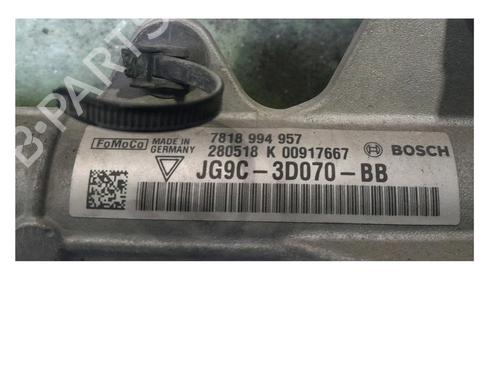 FoMoCo MADE IN GERMANY 7818 994 957
280518 K 00917667 BOSCH
JG9C-3D070-BB
B-PARTS